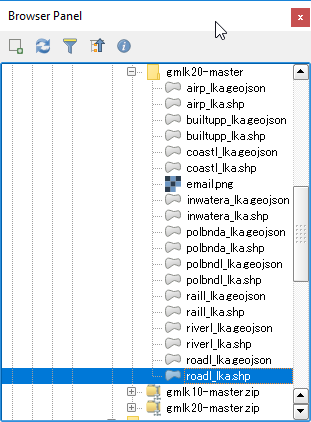 Browser Panel
gmlk20-master
airp_lka.geojson
airp_lka.shp
builtupp_lka.geojson
builtupp_lka.shp
coastl_lka.geojson
coastl_lka.shp
email.png
inwatera_lka.geojson
inwatera_lka.shp
polbnda_lka.geojson
polbnda_lka.shp
polbndl_lka.geojson
polbndl_lka.shp
raill_lka.geojson
raill_lka.shp
riverl_lka.geojson
riverl_lka.shp
roadl_lka.geojson
roadl_lka.shp
gmlk10-master.zip
gmlk20-master.zip